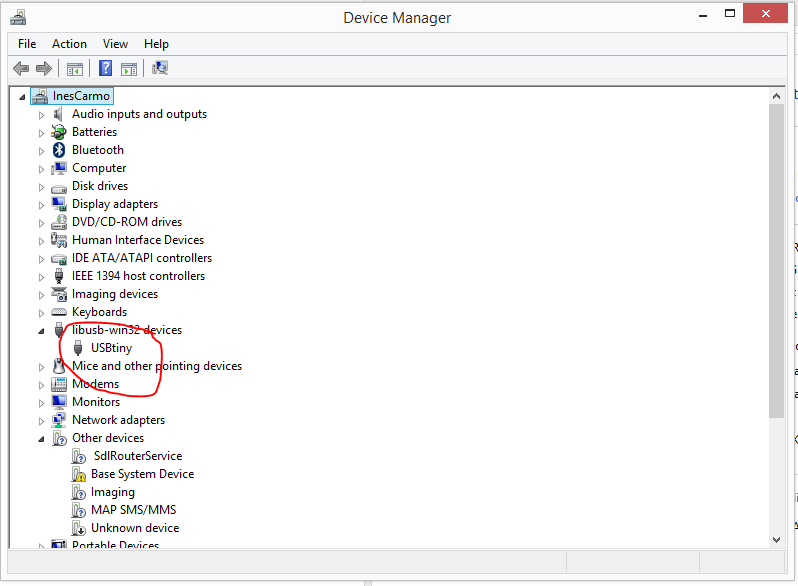 Device Manager
File Action View Help
InesCarmo
Audio inputs and outputs
Batteries
Bluetooth
Computer
Disk drives
Display adapters
DVD/CD-ROM drives
Human Interface Devices
IDE ATA/ATAPI controllers
IEEE 1394 host controllers
Imaging devices
Keyboards
libusb-win32 devices
USBtiny
Mice and other pointing devices
Modems
Monitors
Network adapters
Other devices
SdlRouterService
Base System Device
Imaging
MAP SMS/MMS
Unknown device
Portable Devices